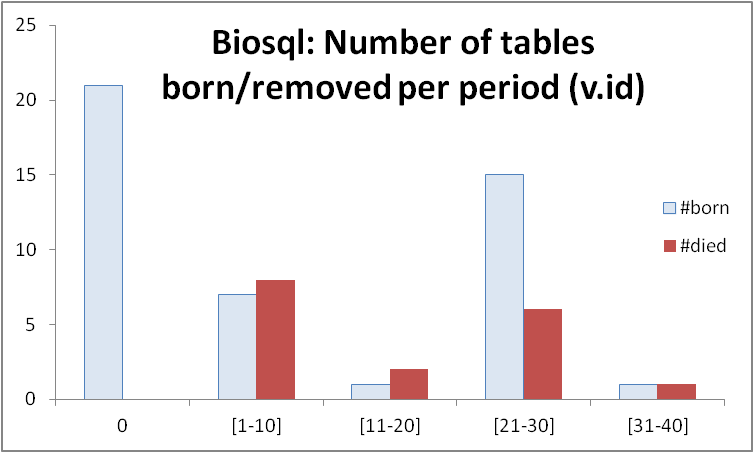 Biosql: Number of tables
born/removed per period (v.id)
25
20
15
10
5
0
#born
#died
0 [1-10] [11-20] [21-30] [31-40]